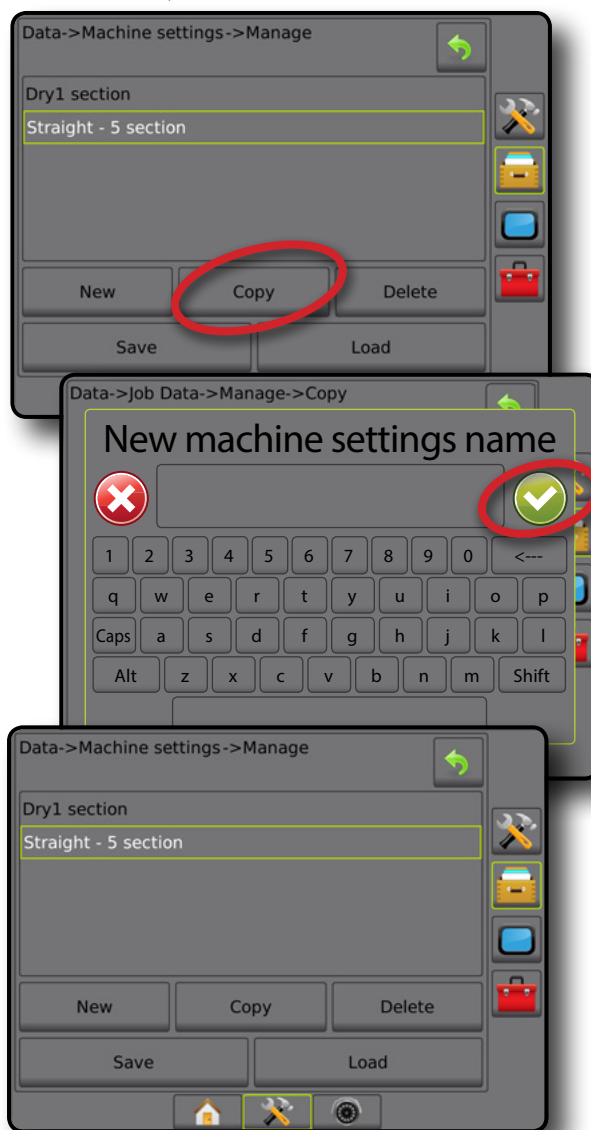 Data->Machine settings->Manage
Dry1 section
Straight - 5 section
New Copy Delete
Save Load
Data->Job Data->Manage->Copy
New machine settings name
1 2 3 4 5 6 7 8 9 0 <---
q w e r t y u i o p
Caps a s d f g h j k l
Alt z x c v b n m Shift
Data->Machine settings->Manage
Dry1 section
Straight - 5 section
New Copy Delete
Save Load